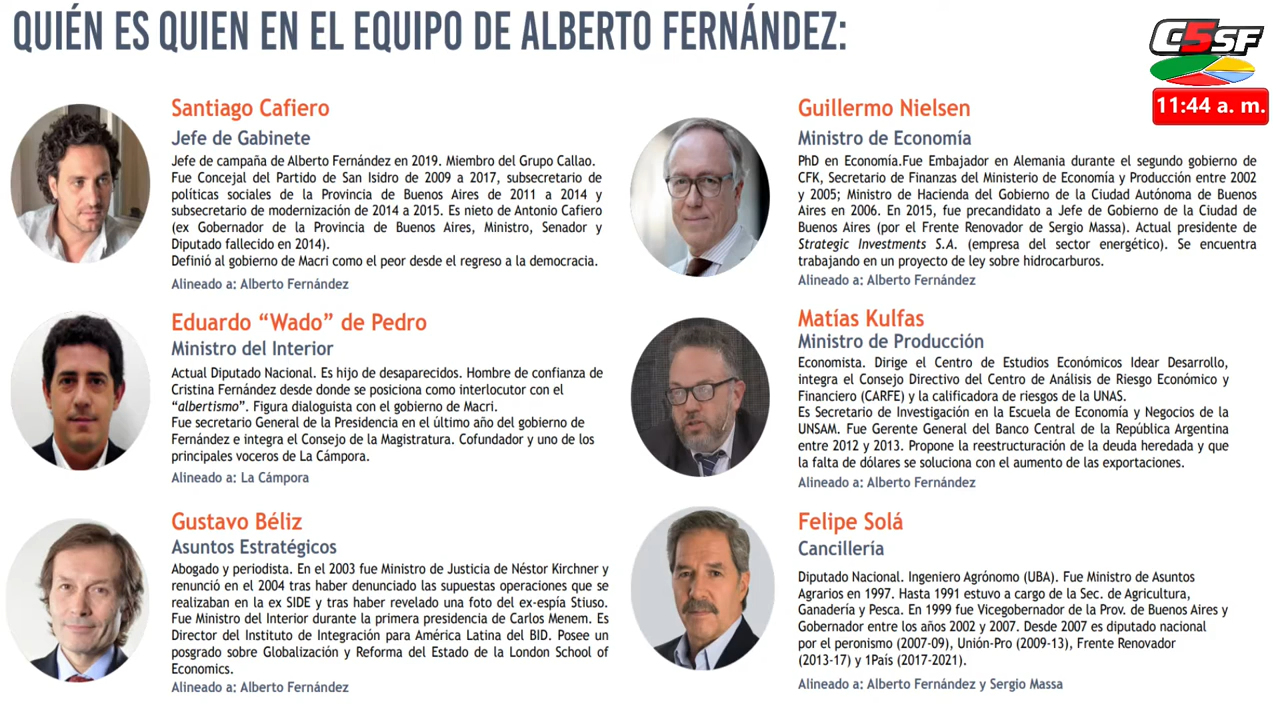 QUIÉN ES QUIEN EN EL EQUIPO DE ALBERTO FERNÁNDEZ:
C5SF
11:44 a. m.
Santiago Cafiero
Jefe de Gabinete
Jefe de campaña de Alberto Fernández en 2019. Miembro del Grupo Callao.
Fue Concejal del Partido de San Isidro de 2009 a 2017, subsecretario de
políticas sociales de la Provincia de Buenos Aires de 2011 a 2014 y
subsecretario de modernización de 2014 a 2015. Es nieto de Antonio Cafiero
(ex Gobernador de la Provincia de Buenos Aires, Ministro, Senador y
Diputado fallecido en 2014).
Definió al gobierno de Macri como el peor desde el regreso a la democracia.
Alineado a: Alberto Fernández
Guillermo Nielsen
Ministro de Economía
PhD en Economía.Fue Embajador en Alemania durante el segundo gobierno de
CFK, Secretario de Finanzas del Ministerio de Economía y Producción entre 2002
y 2005; Ministro de Hacienda del Gobierno de la Ciudad Autónoma de Buenos
Aires en 2006. En 2015, fue precandidato a Jefe de Gobierno de la Ciudad de
Buenos Aires (por el Frente Renovador de Sergio Massa). Actual presidente de
Strategic Investments S.A. (empresa del sector energético). Se encuentra
trabajando en un proyecto de ley sobre hidrocarburos.
Alineado a: Alberto Fernández
Eduardo “Wado” de Pedro
Ministro del Interior
Actual Diputado Nacional. Es hijo de desaparecidos. Hombre de confianza de
Cristina Fernández desde donde se posiciona como interlocutor con el
“albertismo”. Figura dialoguista con el gobierno de Macri.
Fue secretario General de la Presidencia en el último año del gobierno de
Fernández e integra el Consejo de la Magistratura. Cofundador y uno de los
principales voceros de La Cámpora.
Alineado a: La Cámpora
Matías Kulfas
Ministro de Producción
Economista. Dirige el Centro de Estudios Económicos Idear Desarrollo,
integra el Consejo Directivo del Centro de Análisis de Riesgo Económico y
Financiero (CARFE) y la calificadora de riesgos de la UNAS.
Es Secretario de Investigación en la Escuela de Economía y Negocios de la
UNSAM. Fue Gerente General del Banco Central de la República Argentina
entre 2012 y 2013. Propone la reestructuración de la deuda heredada y que
la falta de dólares se soluciona con el aumento de las exportaciones.
Alineado a: Alberto Fernández
Gustavo Béliz
Asuntos Estratégicos
Abogado y periodista. En el 2003 fue Ministro de Justicia de Néstor Kirchner y
renunció en el 2004 tras haber denunciado las supuestas operaciones que se
realizaban en la ex SIDE y tras haber revelado una foto del ex-espía Stiuso.
Fue Ministro del Interior durante la primera presidencia de Carlos Menem. Es
Director del Instituto de Integración para América Latina del BID. Posee un
posgrado sobre Globalización y Reforma del Estado de la London School of
Economics.
Alineado a: Alberto Fernández
Felipe Solá
Cancillería
Diputado Nacional. Ingeniero Agrónomo (UBA). Fue Ministro de Asuntos
Agrarios en 1997. Hasta 1991 estuvo a cargo de la Sec. de Agricultura,
Ganadería y Pesca. En 1999 fue Vicegobernador de la Prov. de Buenos Aires y
Gobernador entre los años 2002 y 2007. Desde 2007 es diputado nacional
por el peronismo (2007-09), Unión-Pro (2009-13), Frente Renovador
(2013-17) y 1País (2017-2021).
Alineado a: Alberto Fernández y Sergio Massa